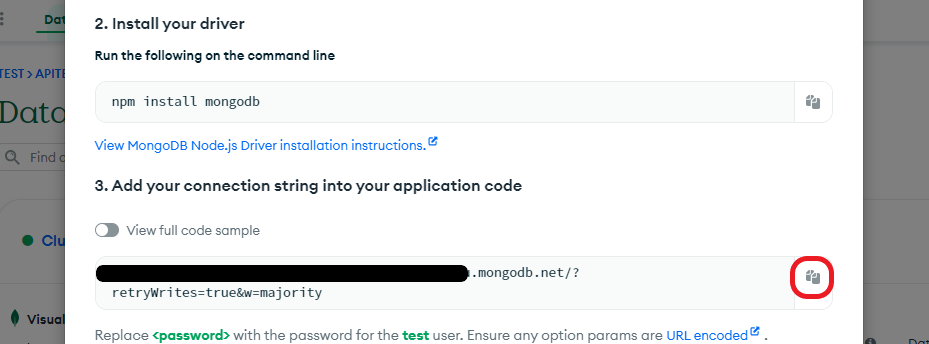 Dat
2. Install your driver
Run the following on the command line
TEST > APITE
Data
npm install mongodb
View MongoDB Node.js Driver installation instructions.
Find
3. Add your connection string into your application code
View full code sample
Clu
.mongodb.net/?
retryWrites=true&w=majority
Visual
Replace <password> with the password for the test user. Ensure any option params are URL encoded .